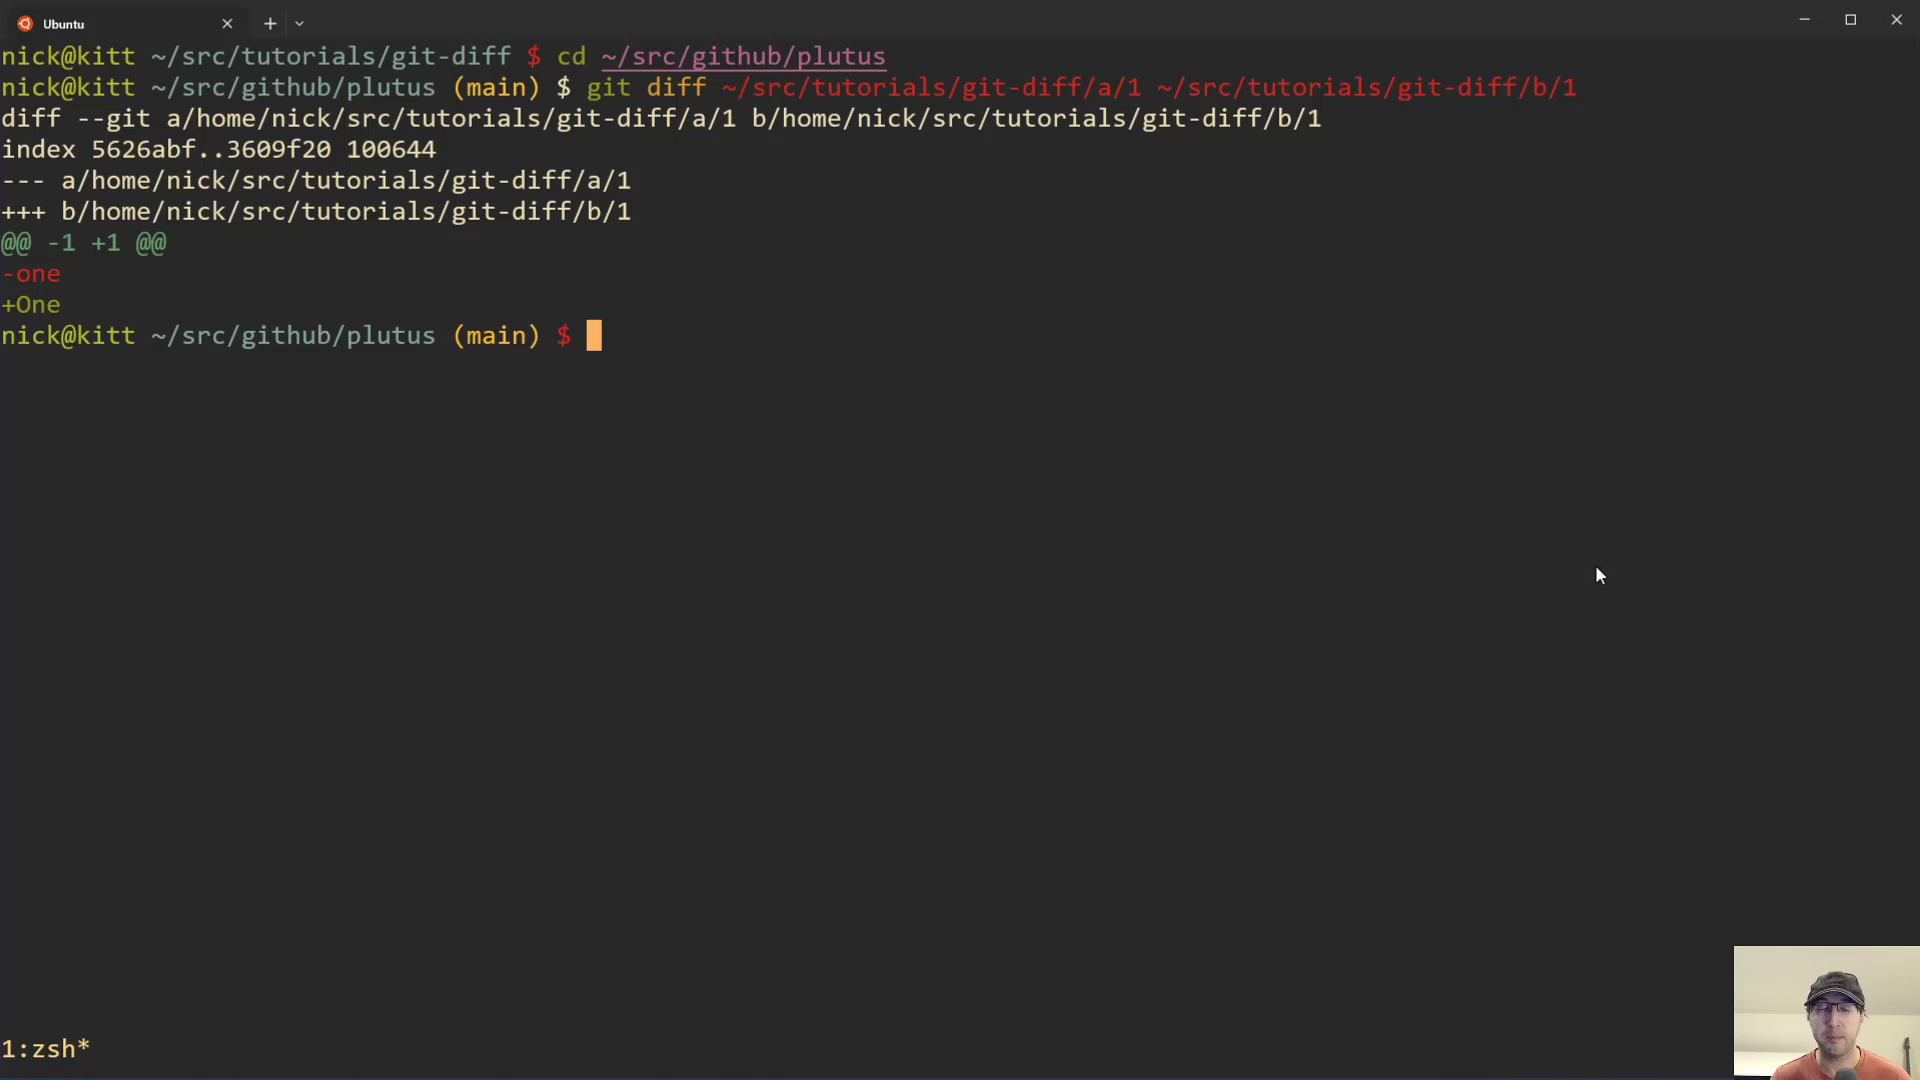 Ubuntu
nick@kitt ~/src/tutorials/git-diff $ cd ~/src/github/plutus
nick@kitt ~/src/github/plutus (main) $ git diff ~/src/tutorials/git-diff/a/1 ~/src/tutorials/git-diff/b/1
diff --git a/home/nick/src/tutorials/git-diff/a/1 b/home/nick/src/tutorials/git-diff/b/1
index 5626abf..3609f20 100644
--- a/home/nick/src/tutorials/git-diff/a/1
+++ b/home/nick/src/tutorials/git-diff/b/1
@@ -1 +1 @@
-one
+One
nick@kitt ~/src/github/plutus (main) $
1:zsh*